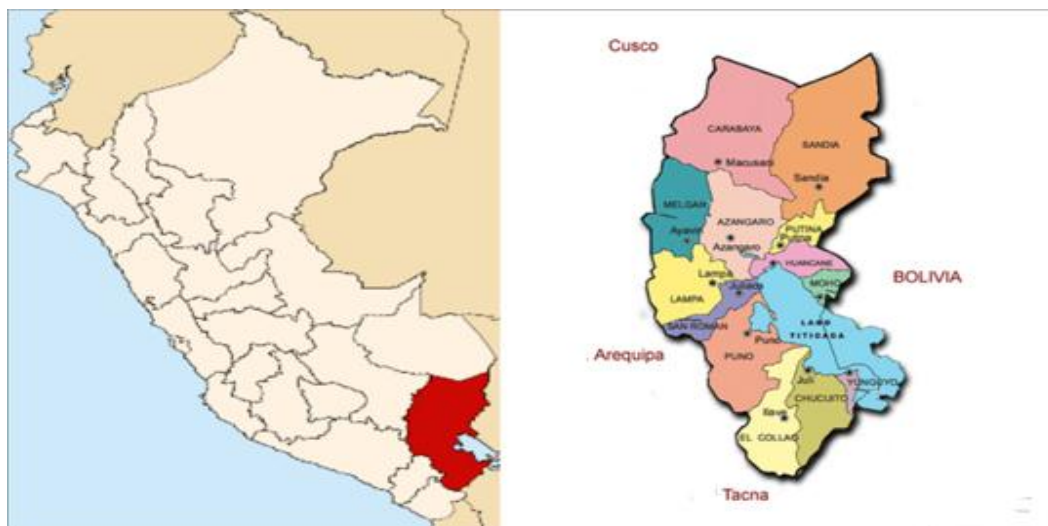 Cusco
CARABAYA
SANDIA
Macusani
Sandia
MELGAR
AZANGARO
PUTINA
Putina
Azangaro
HUANCANE
Lampa
MOHO
BOLIVIA
Juliaca
LAMPA
LAGO
TITICACA
SAN ROMAN
Puno
Arequipa
PUNO
Juli
YUNGUYO
CHUCUITO
Ilave
EL COLLAO
Tacna